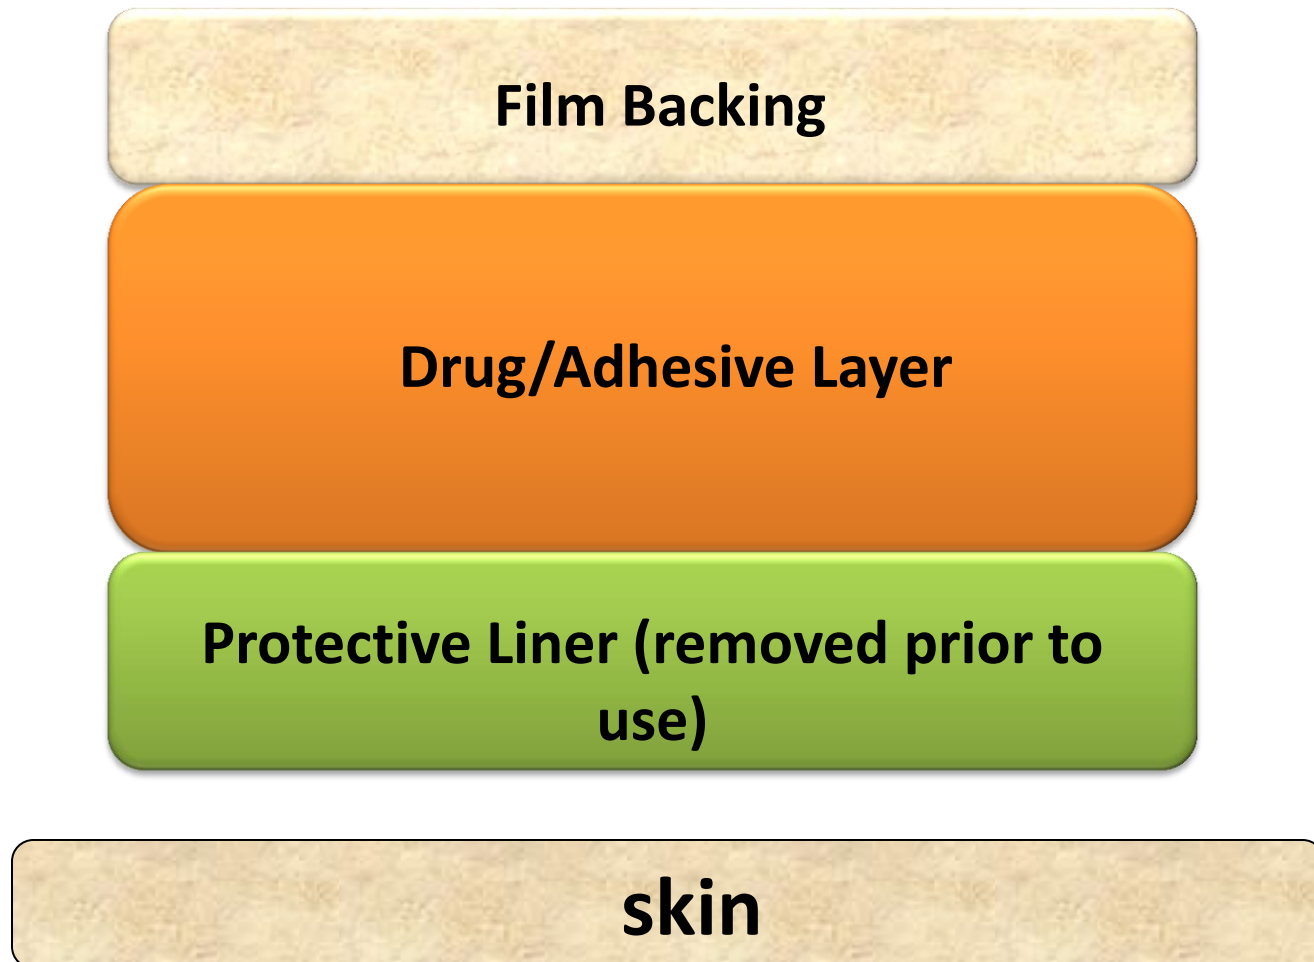 Film Backing
Drug/Adhesive Layer
Protective Liner (removed prior to
use)
skin